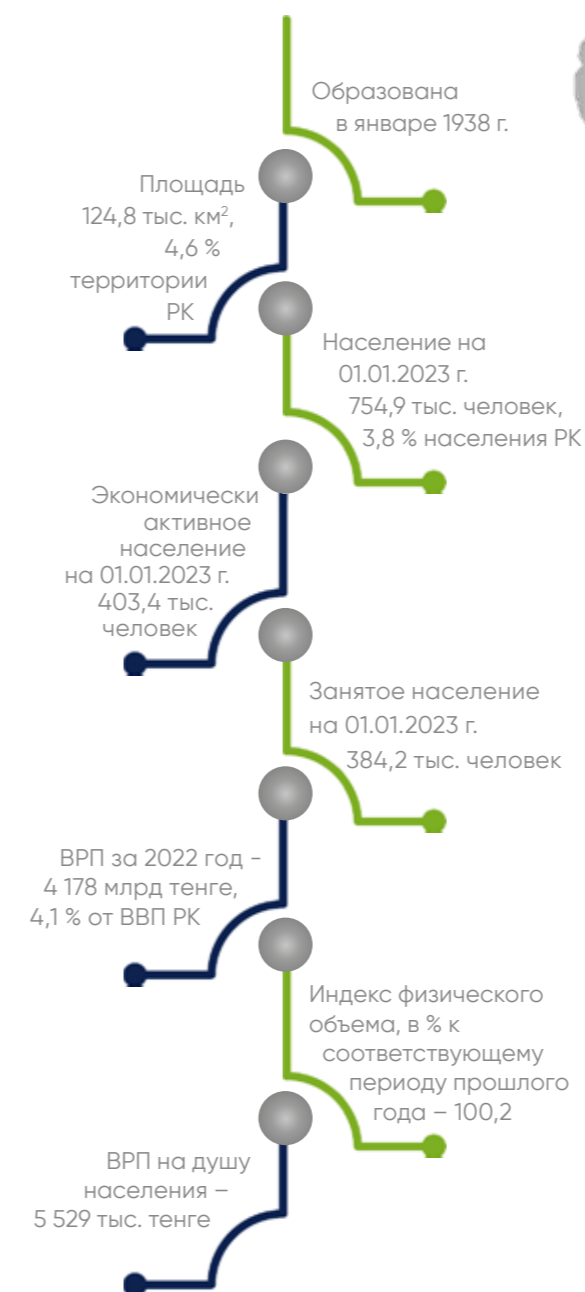 Образована
в январе 1938 г.
Площадь
124,8 тыс. км²,
4,6 %
территории
РК
Население на
01.01.2023 г.
754,9 тыс. человек,
3,8 % населения РК
Экономически
активное
население
на 01.01.2023 г.
403,4 тыс.
человек
Занятое население
на 01.01.2023 г.
384,2 тыс. человек
ВРП за 2022 год -
4 178 млрд тенге,
4,1 % от ВВП РК
Индекс физического
объема, в % к
соответствующему
периоду прошлого
года – 100,2
ВРП на душу
населения –
5 529 тыс. тенге